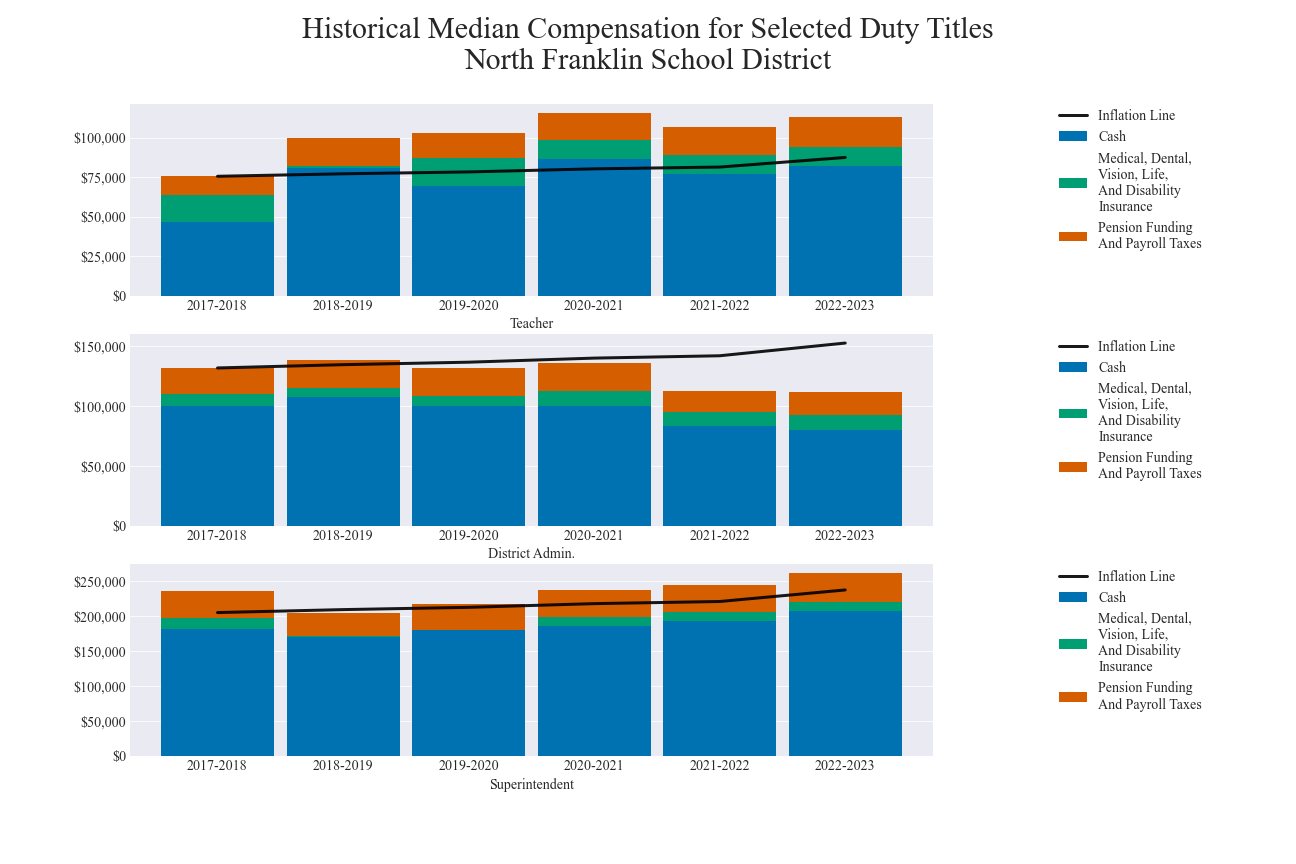 Historical Median Compensation for Selected Duty Titles
North Franklin School District
$100,000
$75,000
$50,000
$25,000
$0
2017-2018 2018-2019 2019-2020 2020-2021 2021-2022 2022-2023
Teacher
Inflation Line
Cash
Medical, Dental,
Vision, Life,
And Disability
Insurance
Pension Funding
And Payroll Taxes
$150,000
$100,000
$50,000
$0
2017-2018 2018-2019 2019-2020 2020-2021 2021-2022 2022-2023
District Admin.
Inflation Line
Cash
Medical, Dental,
Vision, Life,
And Disability
Insurance
Pension Funding
And Payroll Taxes
$250,000
$200,000
$150,000
$100,000
$50,000
$0
2017-2018 2018-2019 2019-2020 2020-2021 2021-2022 2022-2023
Superintendent
Inflation Line
Cash
Medical, Dental,
Vision, Life,
And Disability
Insurance
Pension Funding
And Payroll Taxes